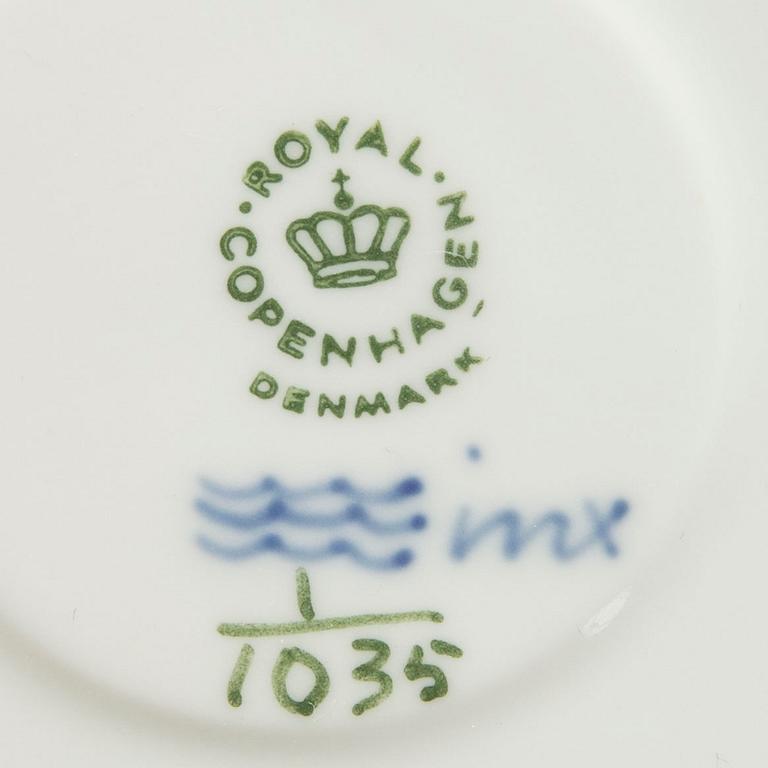 ROYAL
COPENHAGEN
DENMARK
imx
1
1035